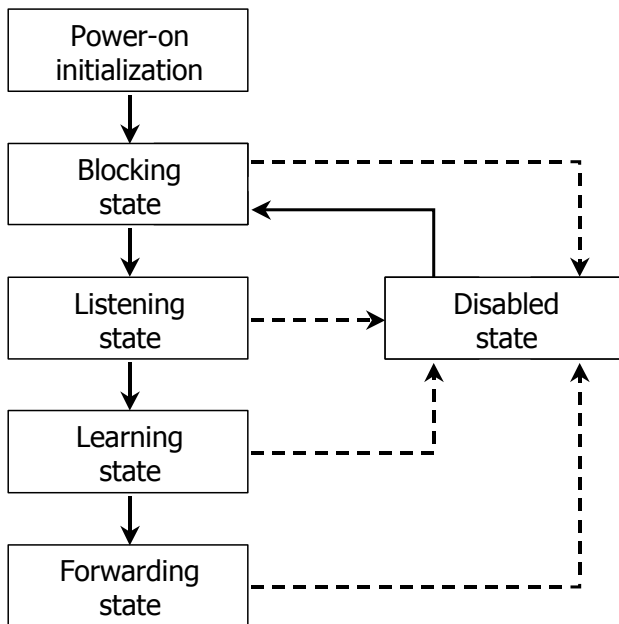 Power-on
initialization
Blocking
state
Listening
state
Disabled
state
Learning
state
Forwarding
state